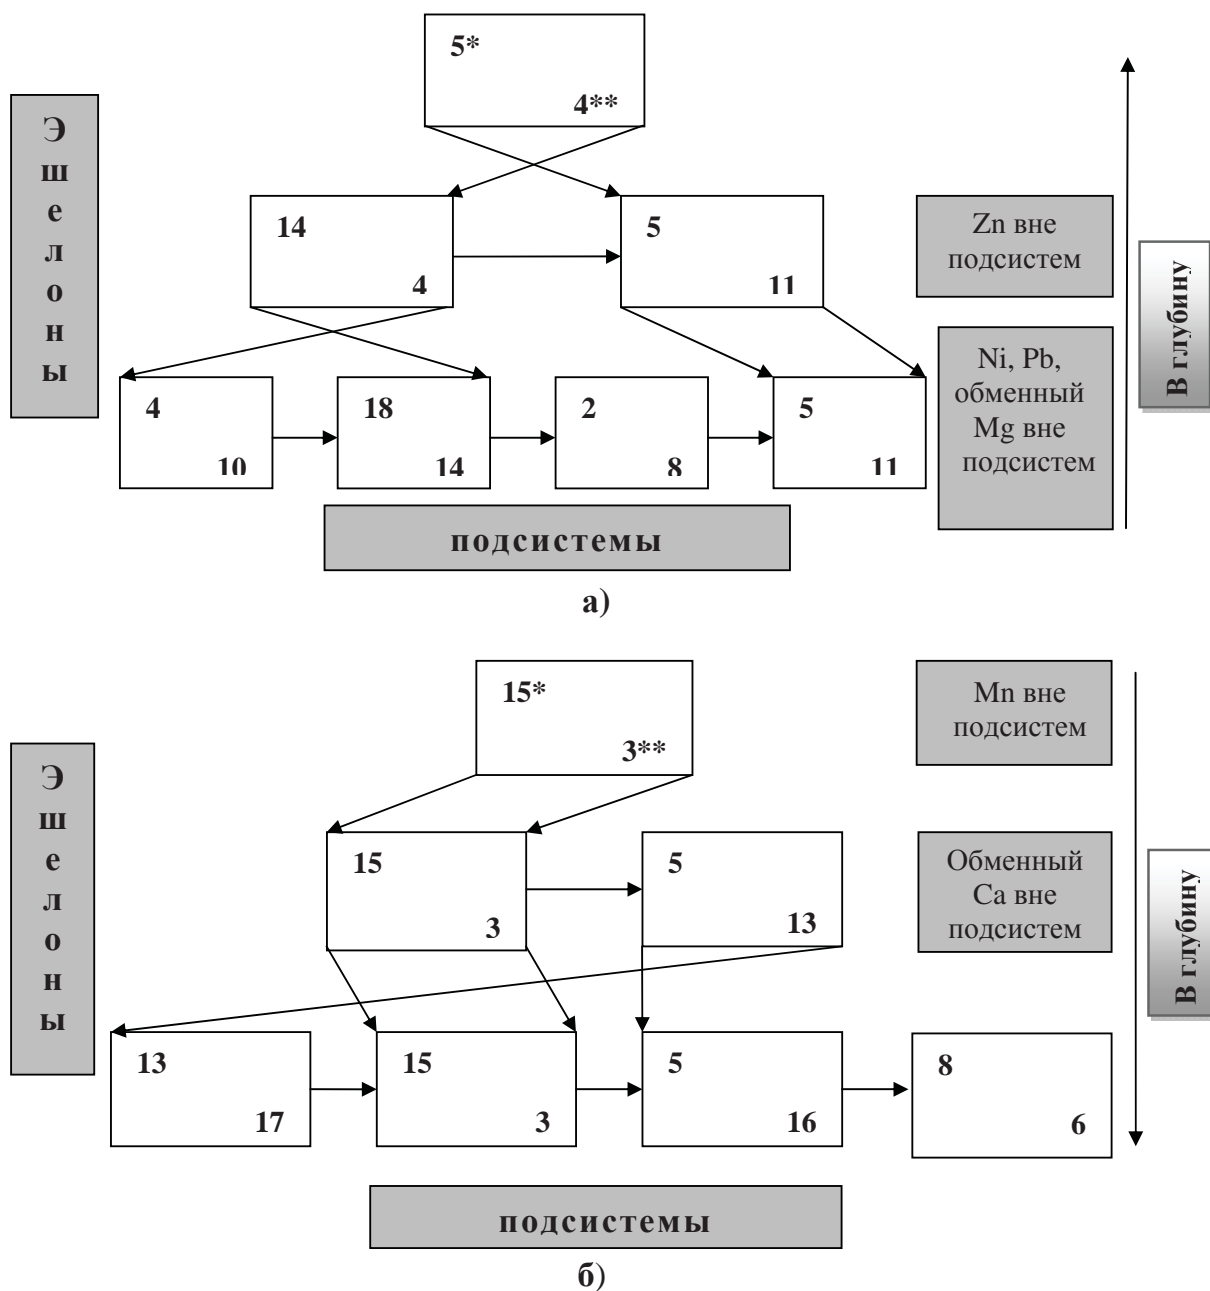 5*
4**
Э
ш
е
л
о
н
ы
14
4
5
11
Zn вне
подсистем
В глубину
4
10
18
14
2
8
5
11
Ni, Pb,
обменный
Mg вне
подсистем
подсистемы
а)
15*
3**
Mn вне
подсистем
Э
ш
е
л
о
н
ы
15
3
5
13
Обменный
Ca вне
подсистем
В глубину
13
17
15
3
5
16
8
6
подсистемы
б)